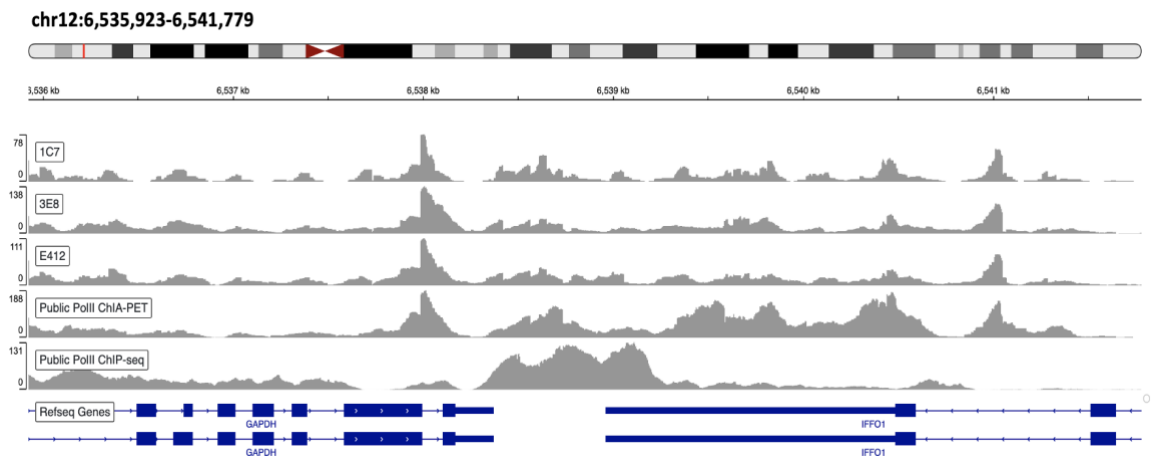 chr12:6,535,923-6,541,779
5,536 kb 6,537 kb 6,538 kb 6,539 kb 6,540 kb 6,541 kb
78
1C7
0
138
3E8
0
111
E412
0
188
Public PolII ChIA-PET
0
131
Public PolII ChIP-seq
0
Refseq Genes
GAPDH IFFO1
GAPDH IFFO1